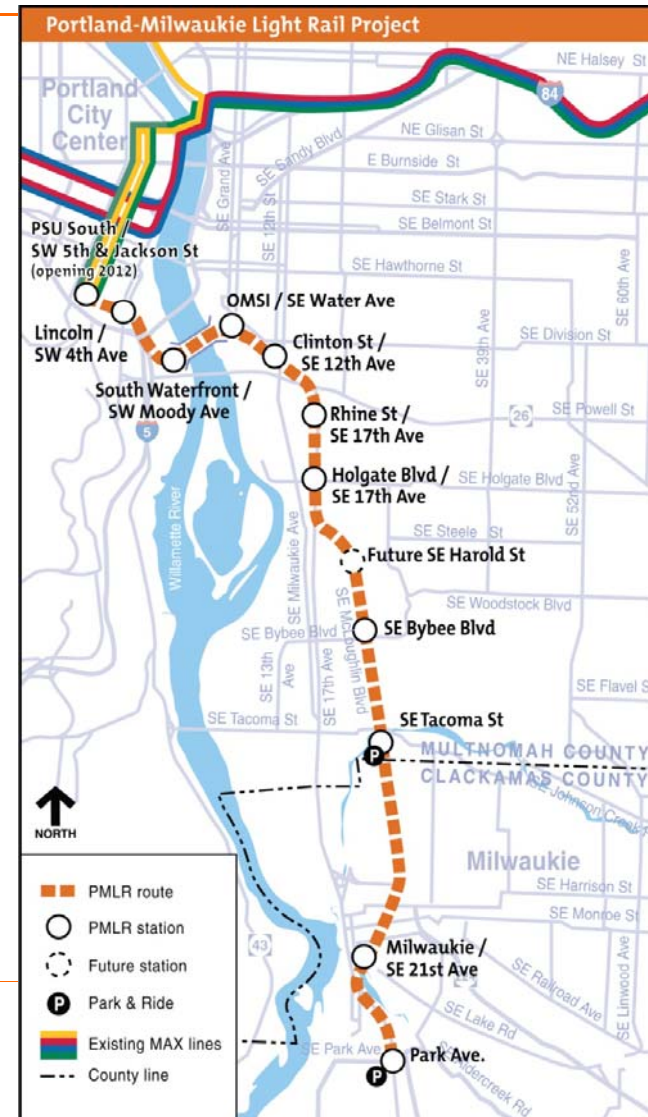 Portland-Milwaukie Light Rail Project
NE Halsey St
84
Portland
City
Center
NE Glisan St
SE Sandy Blvd
E Burnside St
SE Grand Ave
SE 12th Ave
SE Stark St
SE Belmont St
PSU South /
SW 5th & Jackson St
(opening 2012)
SE Hawthorne St
SE 39th Ave
SE 60th Ave
OMSI / SE Water Ave
Lincoln /
SW 4th Ave
Clinton St /
SE 12th Ave
SE Division St
South Waterfront /
SW Moody Ave
5
Rhine St /
SE 17th Ave
26
SE Powell St
Holgate Blvd /
SE 17th Ave
SE Holgate Blvd
SE 52nd Ave
Willamette River
SE Milwaukie Ave
SE Steele St
Future SE Harold St
SE Woodstock Blvd
SE McLoughlin Blvd
SE Bybee Blvd
SE Bybee Blvd
SE 13th
Ave
SE 17th Ave
SE Flavel S
SE Tacoma St
SE Tacoma St
P
MULTNOMAH COUNTY
CLACKAMAS COUNTY
SE Johnson Creek
NORTH
Milwaukie
SE Harrison St
SE Monroe St
Milwaukie /
SE 21st Ave
43
SE Railroad Ave
SE Linwood Ave
SE Lake Rd
SE Park Ave
Park Ave.
P
PMLR route
PMLR station
Future station
P
Park & Ride
Existing MAX lines
County line